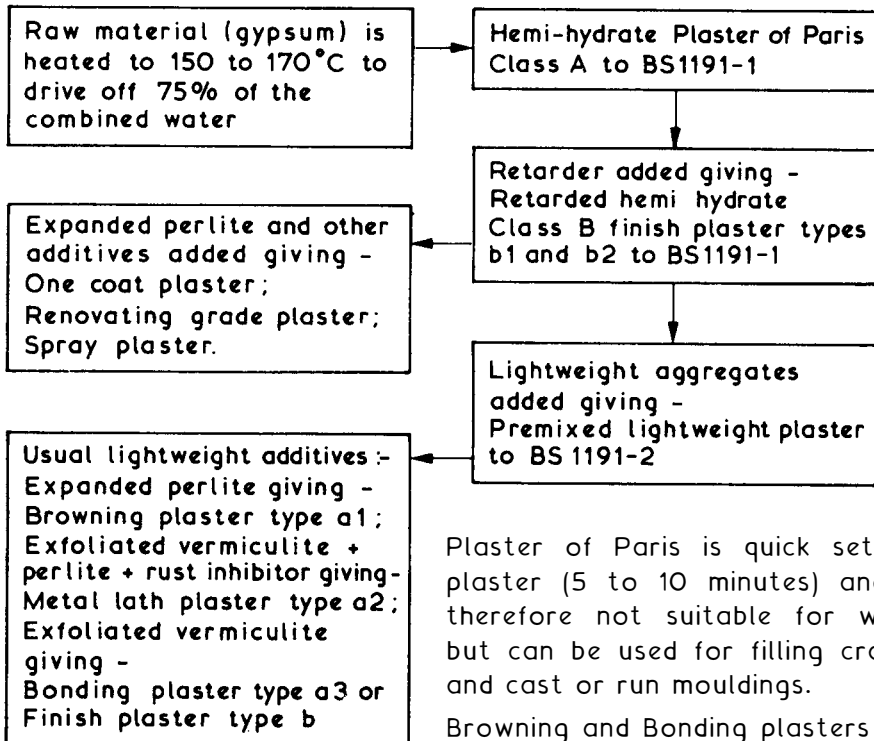 Raw material (gypsum) is
heated to 150 to 170°C to
drive off 75% of the
combined water
Hemi-hydrate Plaster of Paris
Class A to BS1191-1
Retarder added giving -
Retarded hemi hydrate
Class B finish plaster types
b1 and b2 to BS1191-1
Expanded perlite and other
additives added giving -
One coat plaster;
Renovating grade plaster;
Spray plaster.
Lightweight aggregates
added giving -
Premixed lightweight plaster
to BS 1191-2
Usual lightweight additives:-
Expanded perlite giving -
Browning plaster type a1;
Exfoliated vermiculite +
perlite + rust inhibitor giving-
Metal lath plaster type a2;
Exfoliated vermiculite
giving -
Bonding plaster type a3 or
Finish plaster type b
Plaster of Paris is quick set
plaster (5 to 10 minutes) an
therefore not suitable for w
but can be used for filling cra
and cast or run mouldings.
Browning and Bonding plasters